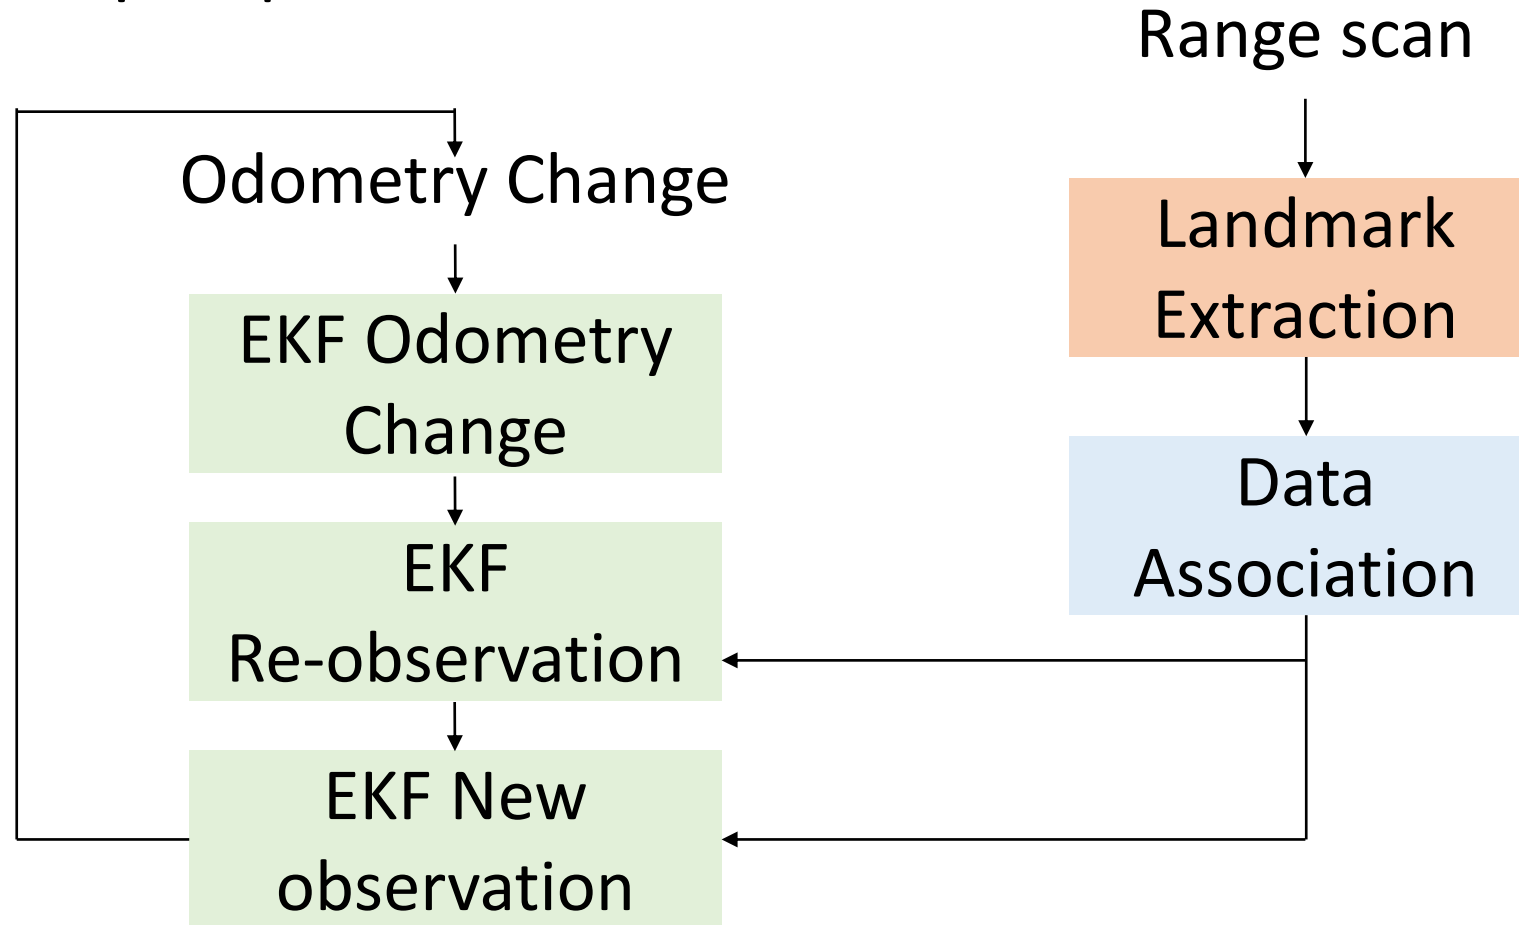 Range scan
Odometry Change
Landmark
Extraction
EKF Odometry
Change
Data
Association
EKF
Re-observation
EKF New
observation